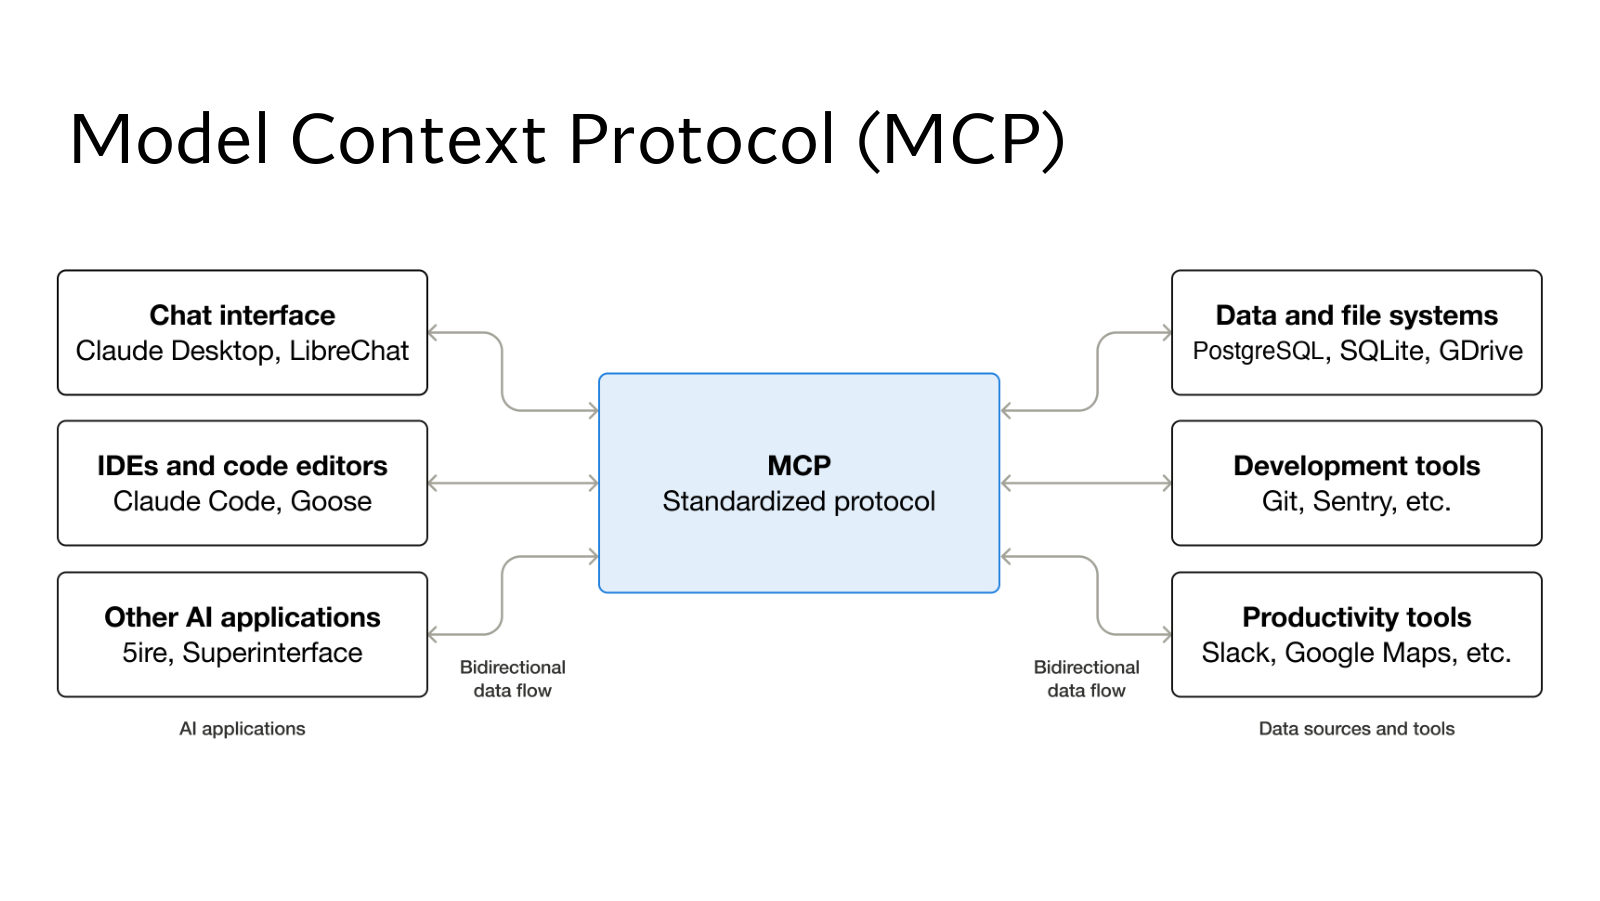 Model Context Protocol (MCP)
Chat interface
Claude Desktop, LibreChat
IDEs and code editors
Claude Code, Goose
Other AI applications
5ire, Superinterface
AI applications
Bidirectional
data flow
MCP
Standardized protocol
Bidirectional
data flow
Data and file systems
PostgreSQL, SQLite, GDrive
Development tools
Git, Sentry, etc.
Productivity tools
Slack, Google Maps, etc.
Data sources and tools